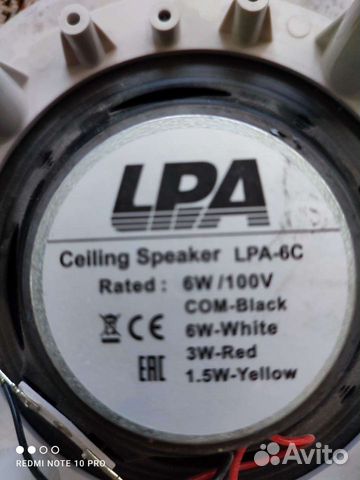 LPA
Ceiling Speaker LPA-6C
Rated : 6W/100V
COM-Black
6W-White
3W-Red
1.5W-Yellow
CE
EAC
REDMI NOTE 10 PRO
Avito